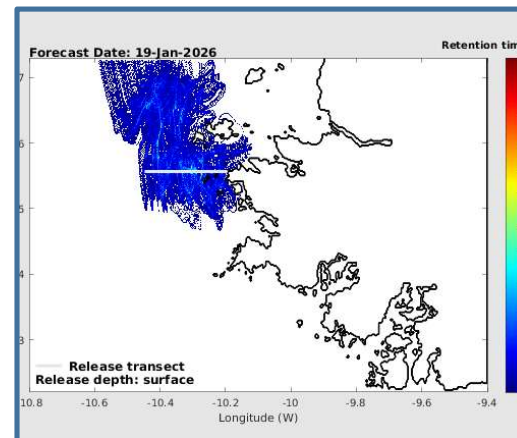 Forecast Date: 19-Jan-2026
Retention tim
7
6
5
4
3
Release transect
Release depth: surface
10.8
-10.6
-10.4
-10.2
-10
-9.8
-9.6
-9.4
Longitude (W)